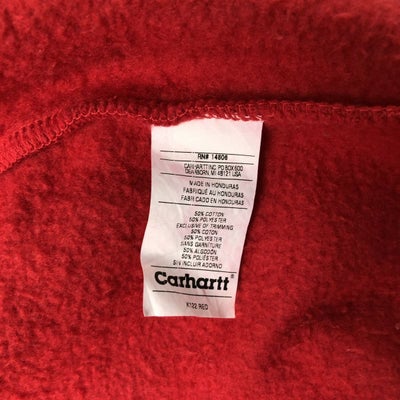 RN# 14806
CARHARTT INC PO BOX 600
DEARBORN, MI 48121 USA
MADE IN HONDURAS
FABRIQUÉ AU HONDURAS
FABRICADO EN HONDURAS
50% COTTON
50% POLYESTER
EXCLUSIVE OF TRIMMING
50% COTON
50% POLYESTER
SANS GARNITURE
50% ALGODÓN
50% POLIÉSTER
SIN INCLUIR ADORNO
Carhartt
K122 RED